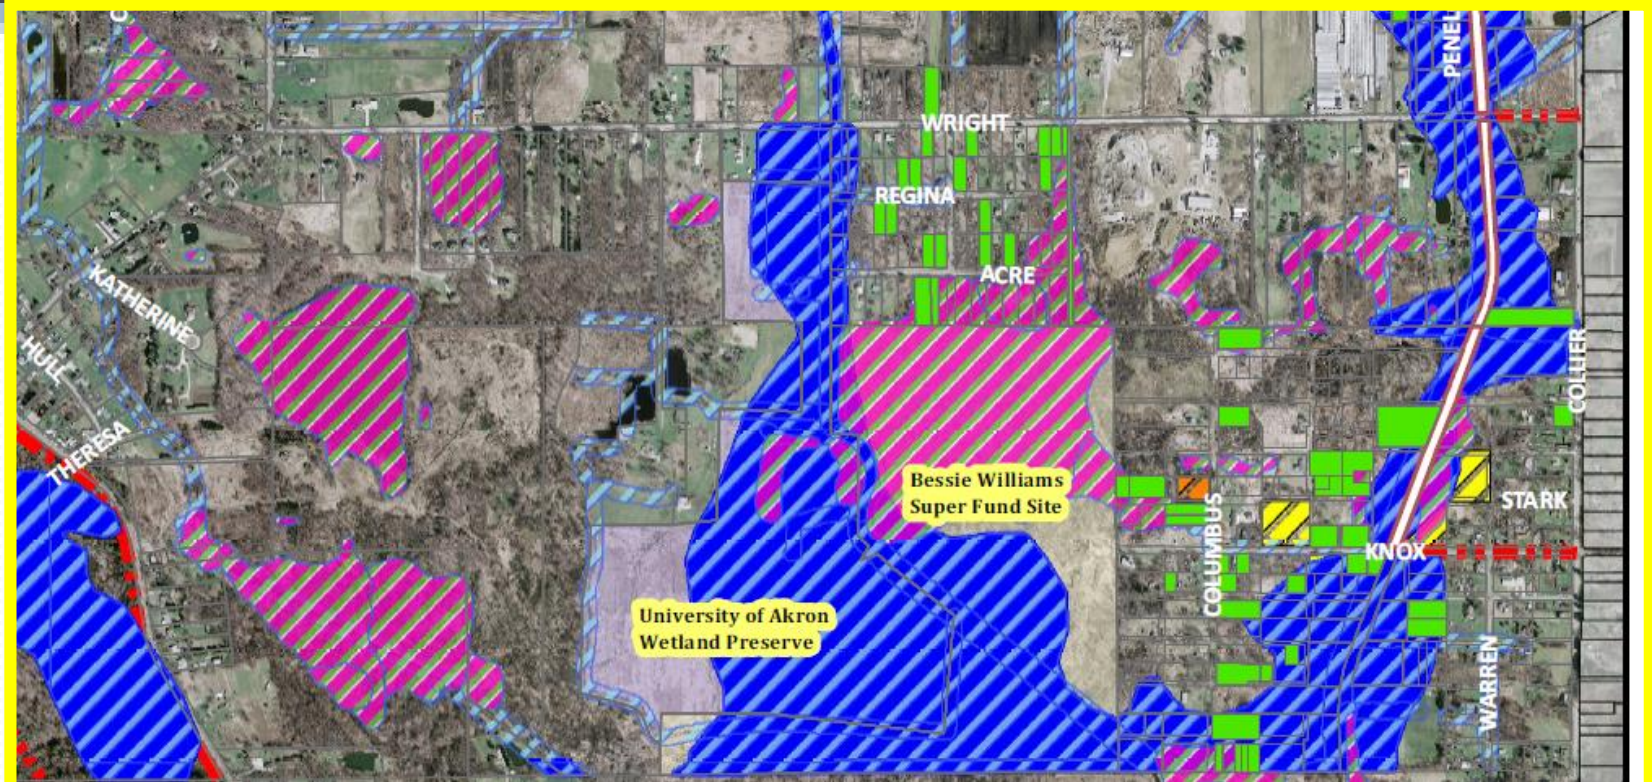 PENEL
WRIGHT
REGINA
ACRE
KATHERINE
HULL
THERESA
COLLIER
Bessie Williams
Super Fund Site
STARK
COLUMBUS
KNOX
University of Akron
Wetland Preserve
WARREN